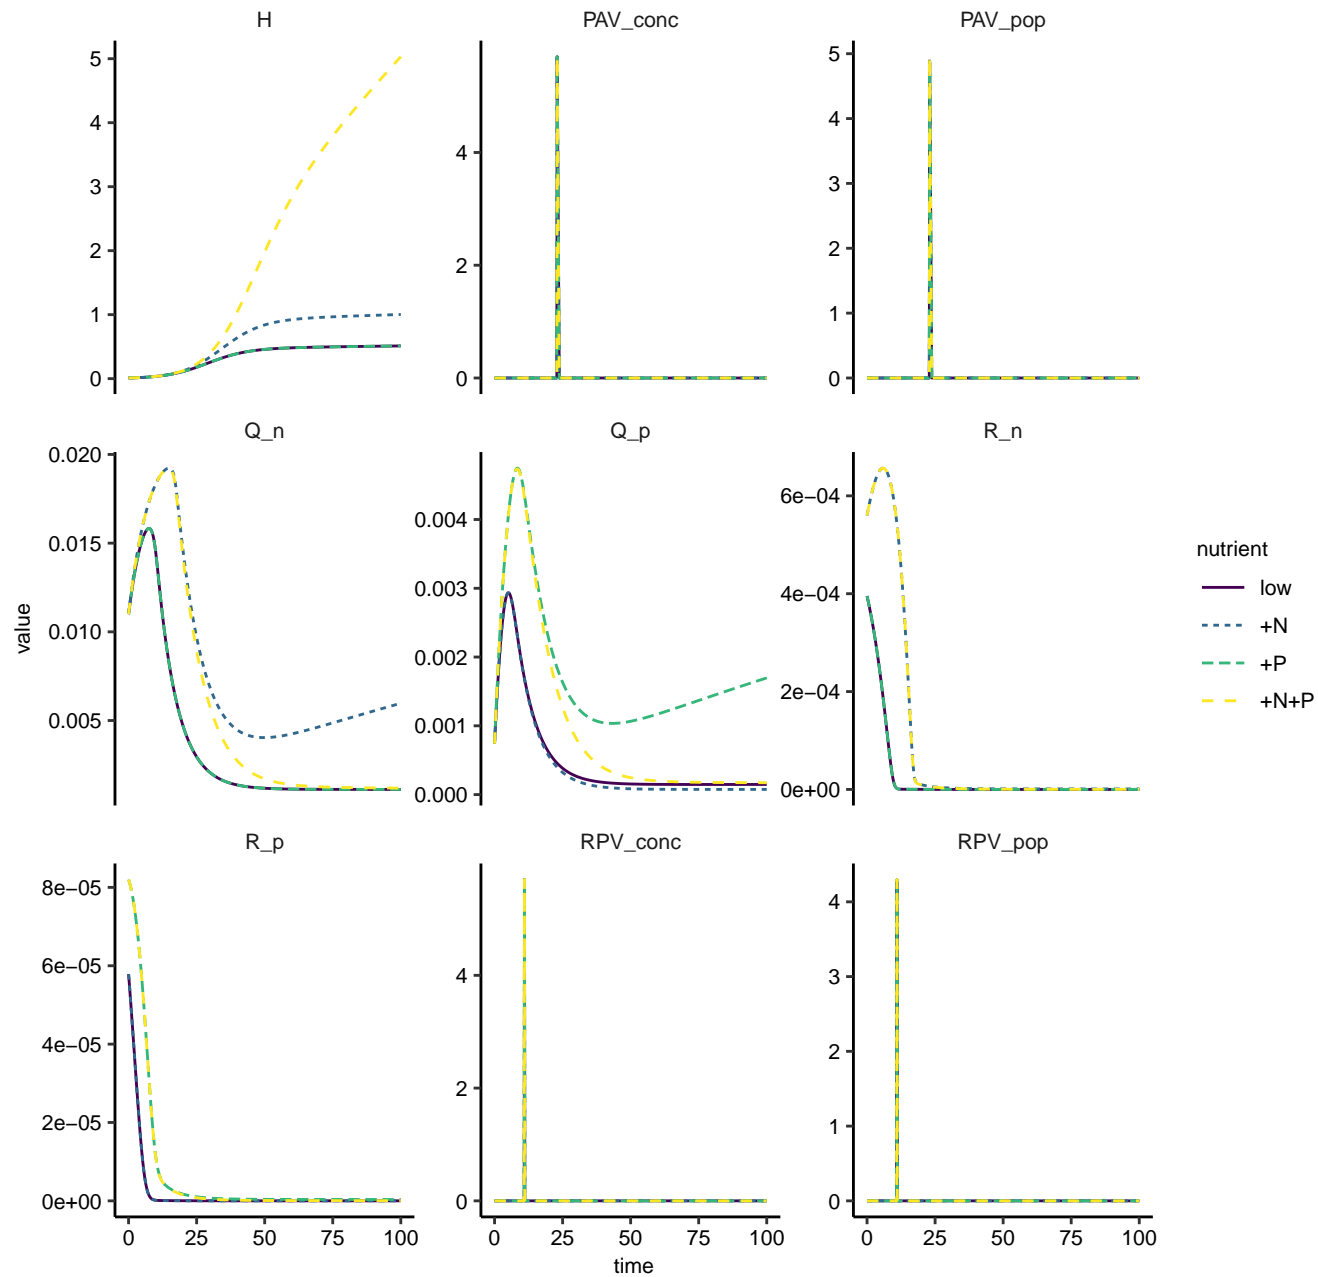 H
PAV_conc
PAV_pop
5
4
3
2
1
0
4
2
0
5
4
3
2
1
0
Q_n
Q_p
R_n
0.020
0.015
0.010
0.005
0.004
0.003
0.002
0.001
0.000
6e−04
4e−04
2e−04
0e+00
R_p
RPV_conc
RPV_pop
8e−05
6e−05
4e−05
2e−05
0e+00
4
2
0
4
3
2
1
0
0 25 50 75 100
0 25 50 75 100
0 25 50 75 100
time
value
nutrient
low
+N
+P
+N+P